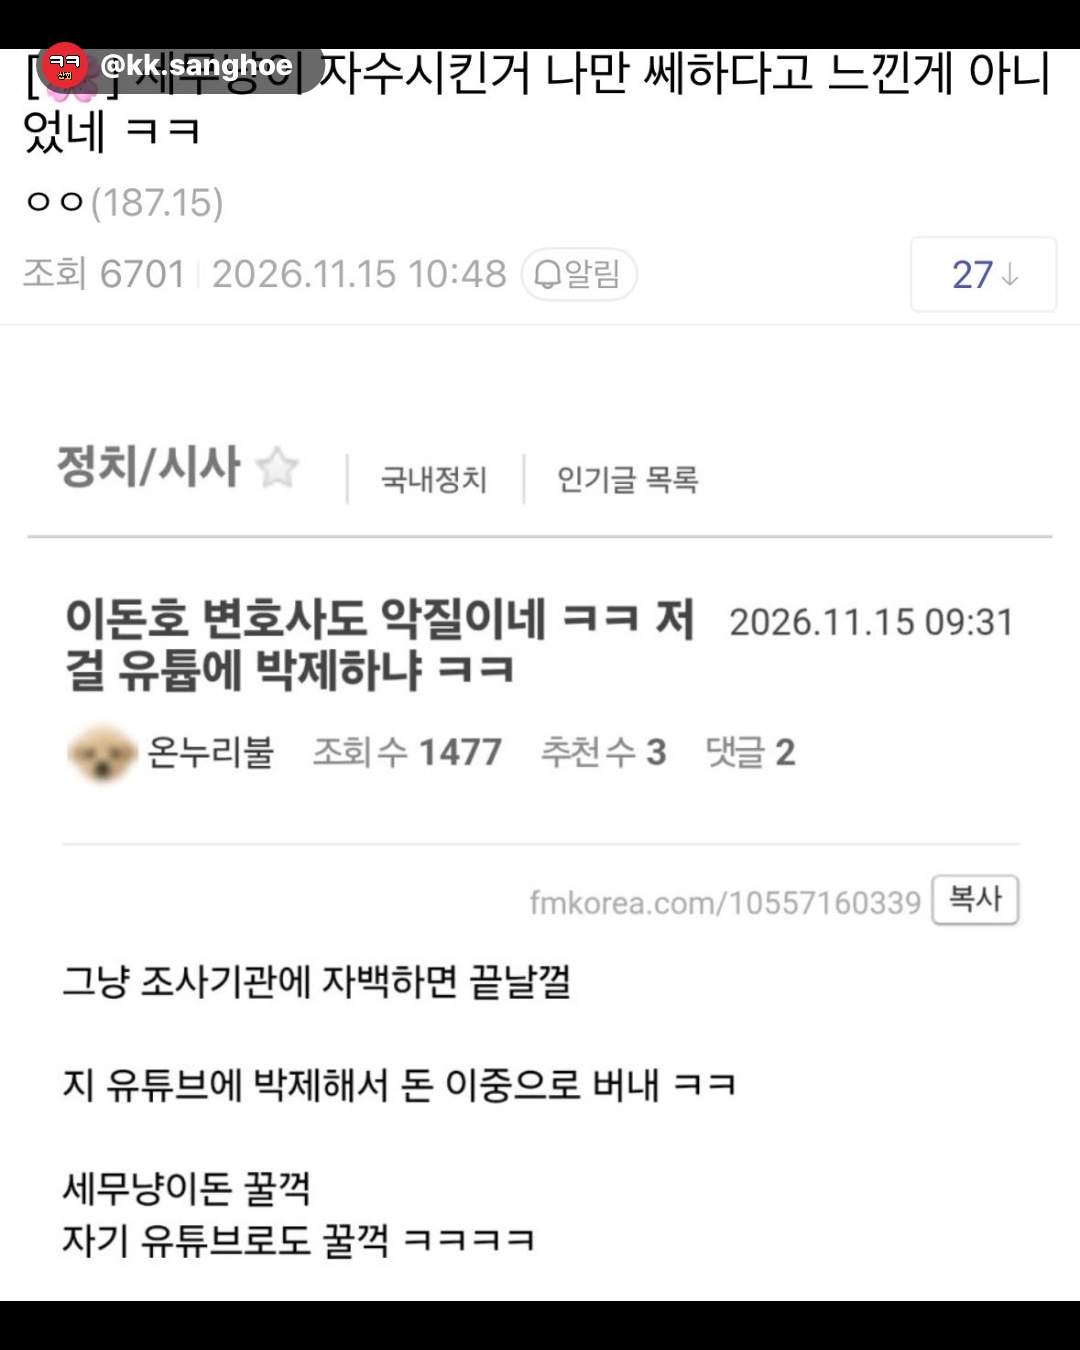 ㅋㅋ
@kk.sanghoe
[🌸] 세무냥이 자수시킨거 나만 쎄하다고 느낀게 아니
었네 ㅋㅋ
ㅇㅇ(187.15)
조회 6701 2026.11.15 10:48 알림
27↓
정치/시사 국내정치 인기글 목록
이돈호 변호사도 악질이네 ㅋㅋ 저 2026.11.15 09:31
걸 유튭에 박제하냐 ㅋㅋ
온누리불 조회 수 1477 추천 수 3 댓글 2
fmkorea.com/10557160339 복사
그냥 조사기관에 자백하면 끝날껄
지 유튜브에 박제해서 돈 이중으로 버내 ㅋㅋ
세무냥이돈 꿀꺽
자기 유튜브로도 꿀꺽 ㅋㅋㅋㅋ